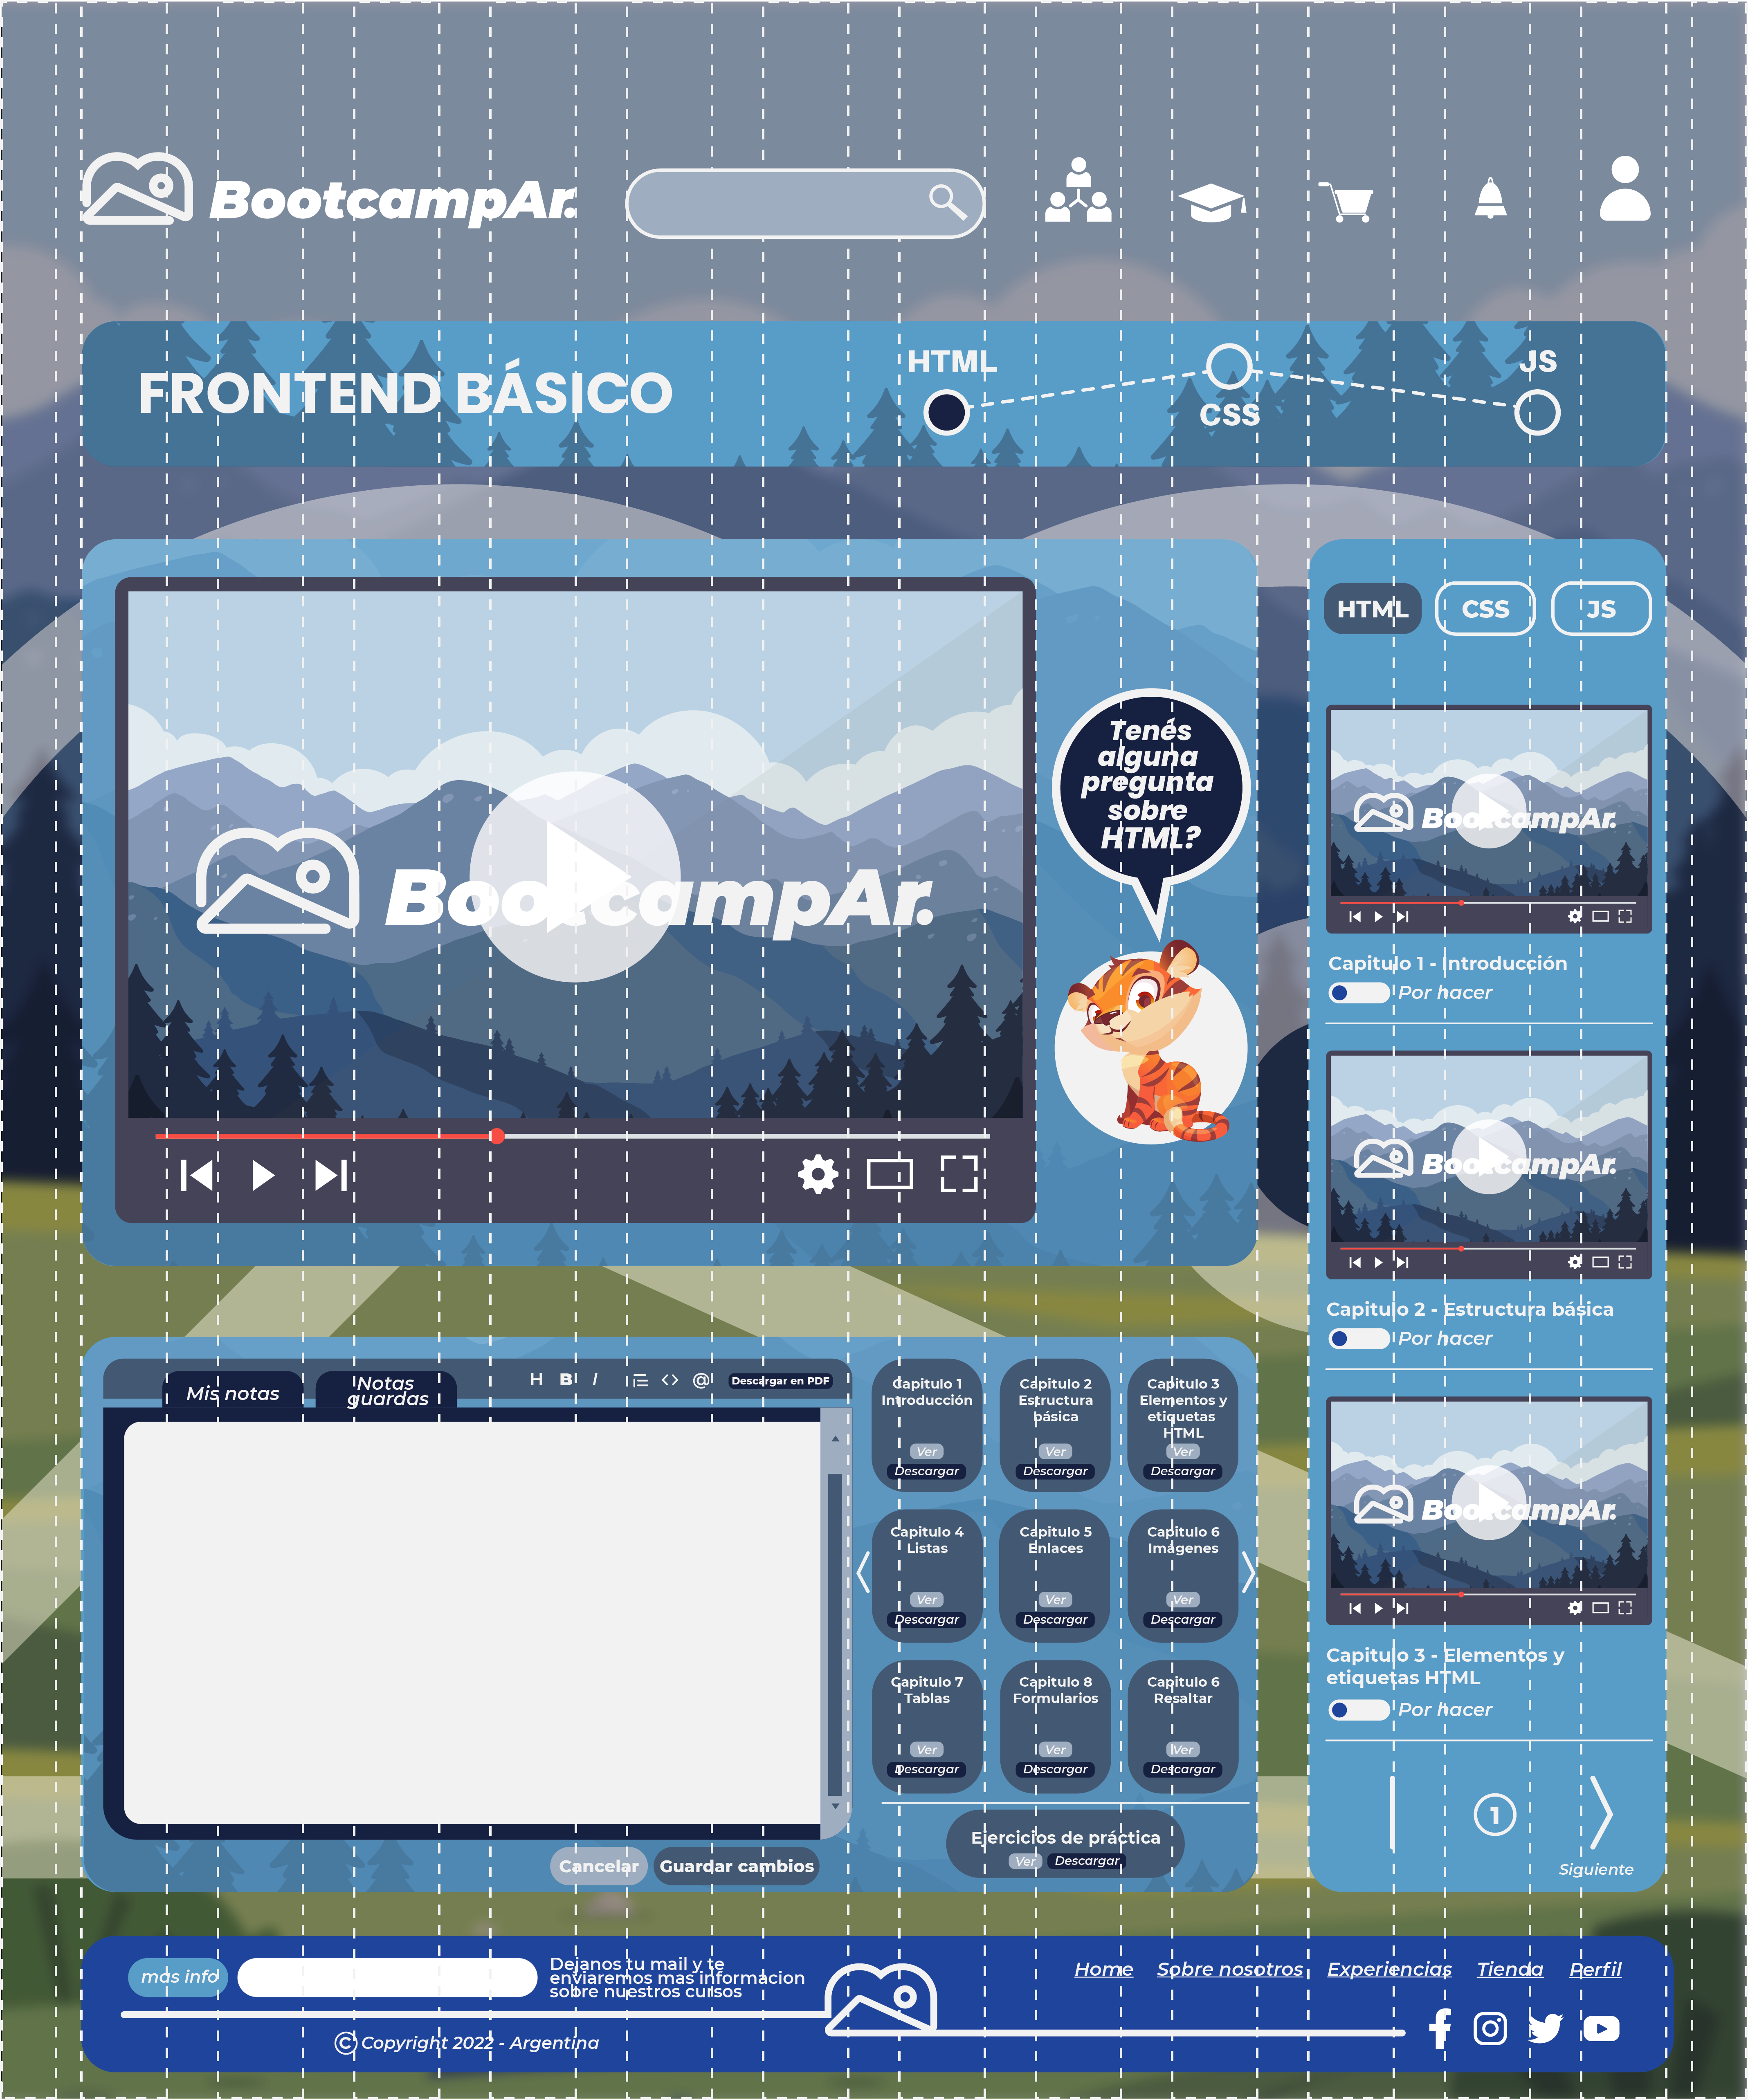 BootcampAr.
FRONTEND BÁSICO
HTML
CSS
JS
BootcampAr.
Tenés
alguna
pregunta
sobre
HTML?
HTML
CSS
JS
BootcampAr.
Capitulo 1 - Introducción
Por hacer
BootcampAr.
Capitulo 2 - Estructura básica
Por hacer
BootcampAr.
Capitulo 3 - Elementos y
etiquetas HTML
Por hacer
1
Siguiente
Mis notas
Notas
guardas
H B I <> @
Descargar en PDF
Cancelar
Guardar cambios
Capitulo 1
Introducción
Ver
Descargar
Capitulo 2
Estructura
básica
Ver
Descargar
Capitulo 3
Elementos y
etiquetas
HTML
Ver
Descargar
Capitulo 4
Listas
Ver
Descargar
Capitulo 5
Enlaces
Ver
Descargar
Capitulo 6
Imágenes
Ver
Descargar
Capitulo 7
Tablas
Ver
Descargar
Capitulo 8
Formularios
Ver
Descargar
Capitulo 6
Resaltar
Ver
Descargar
Ejercicios de práctica
Ver
Descargar
mas info
Dejanos tu mail y te
enviaremos mas informacion
sobre nuestros cursos
© Copyright 2022 - Argentina
Home Sobre nosotros Experiencias Tienda Perfil